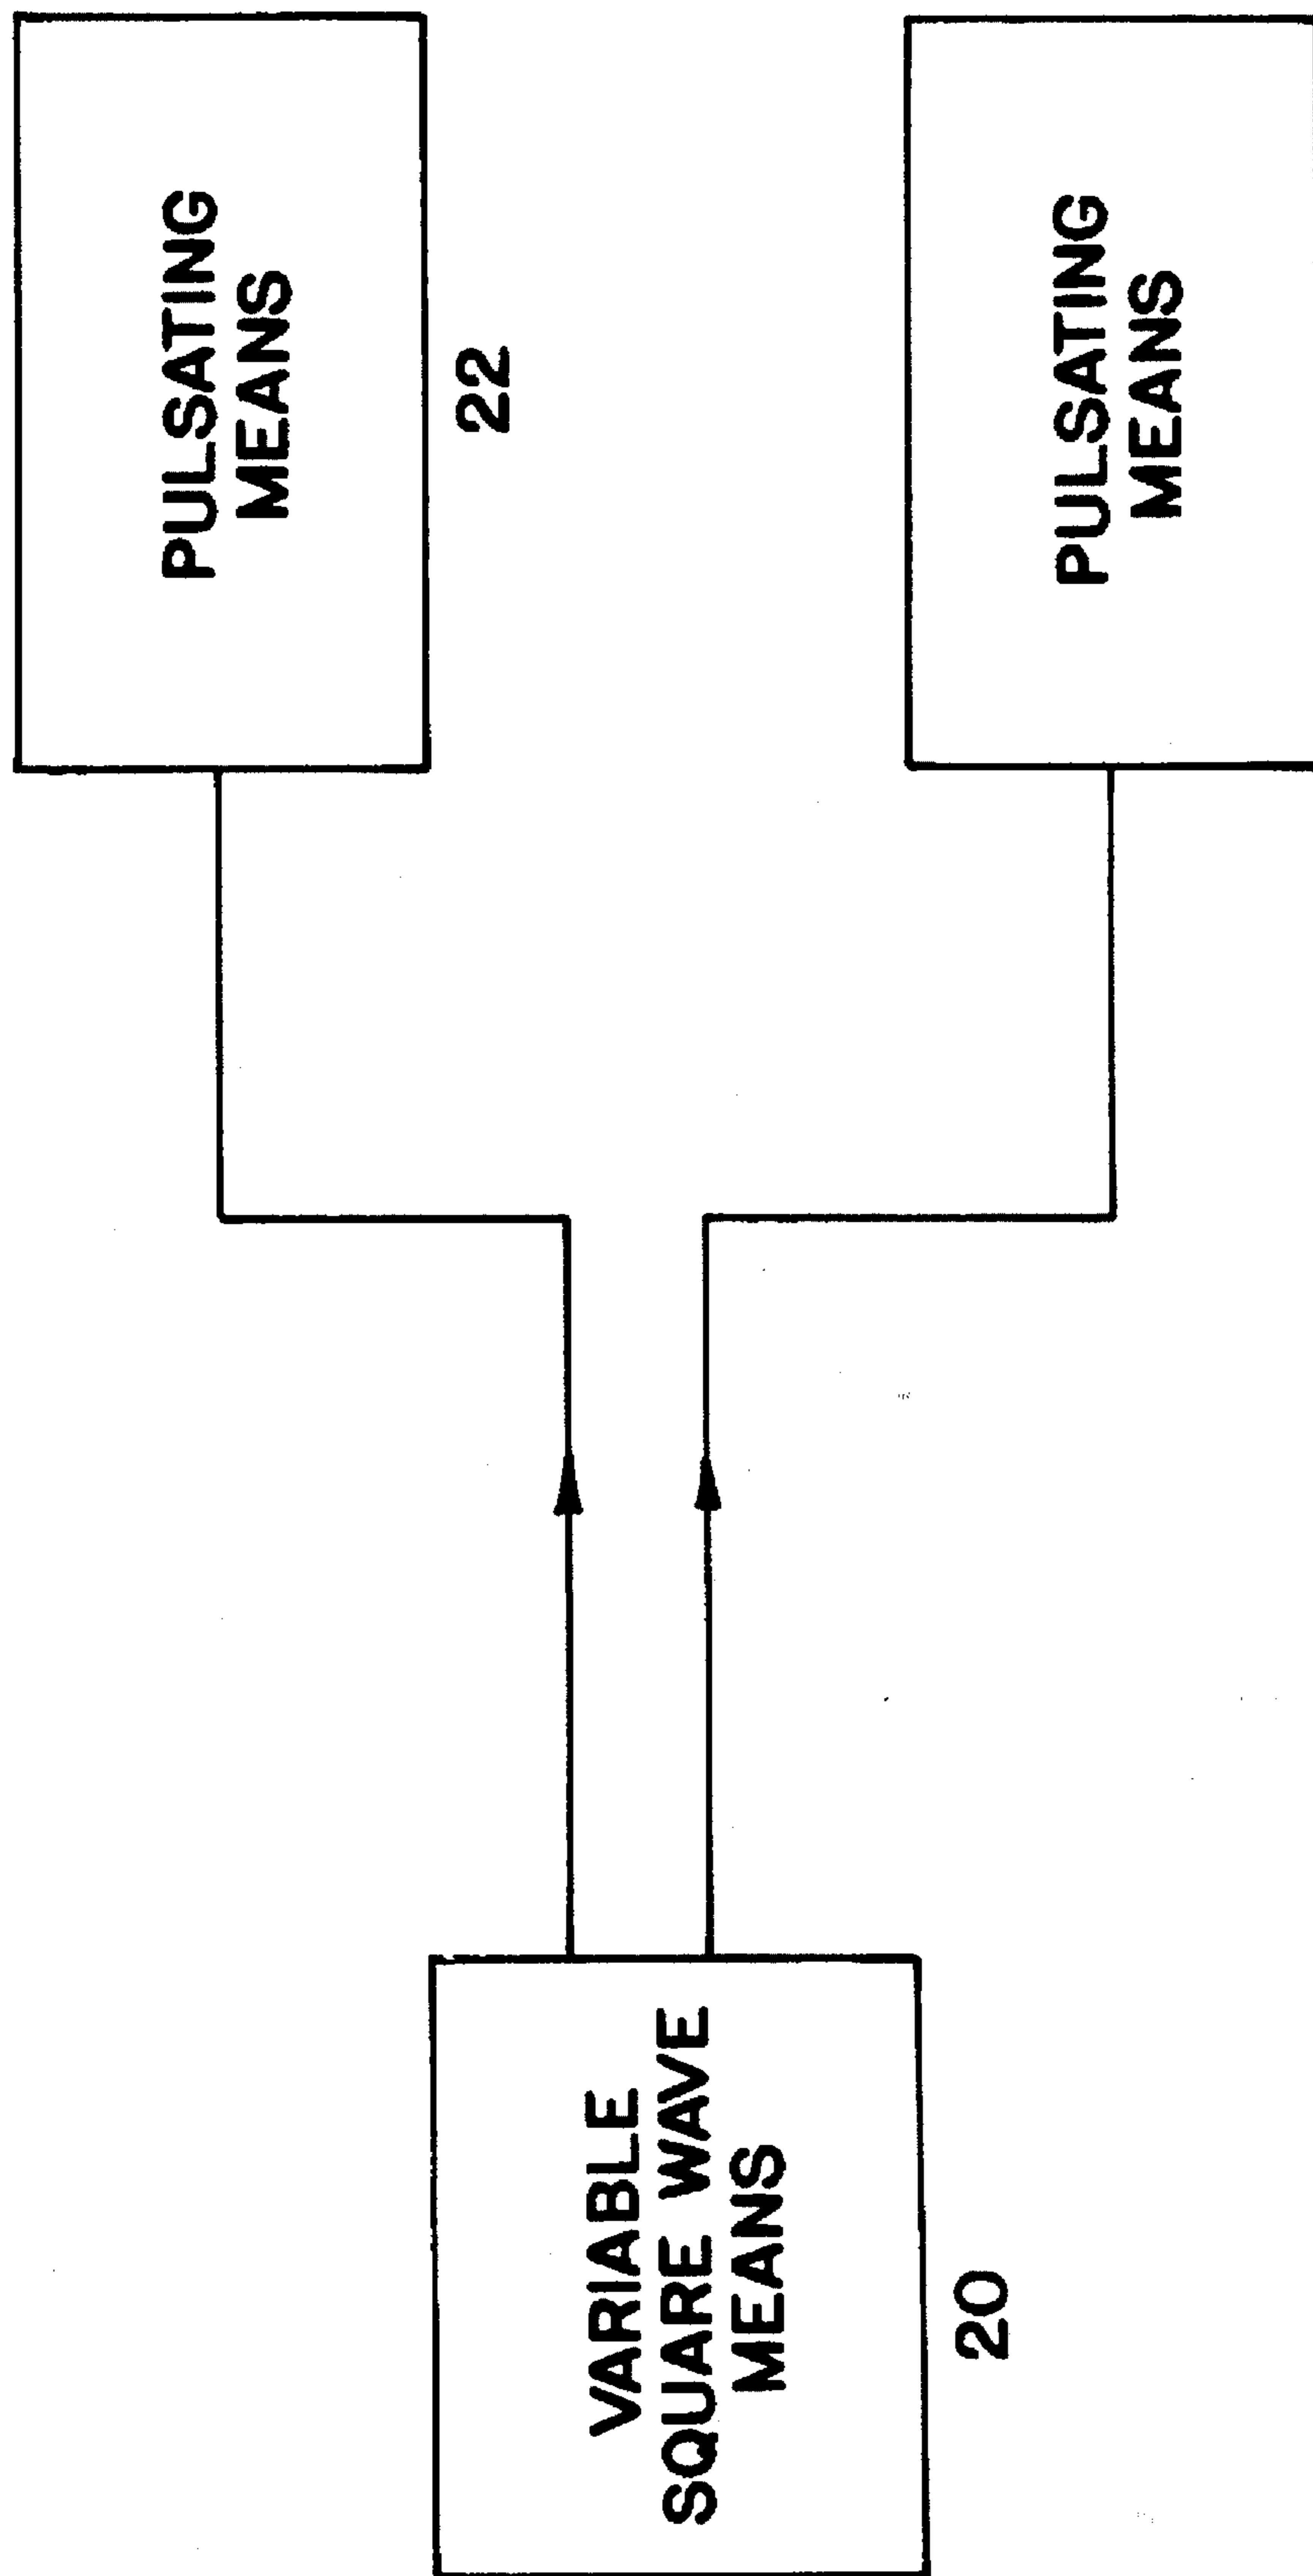 PULSATING
MEANS
22
VARIABLE
SQUARE WAVE
MEANS
20
PULSATING
MEANS